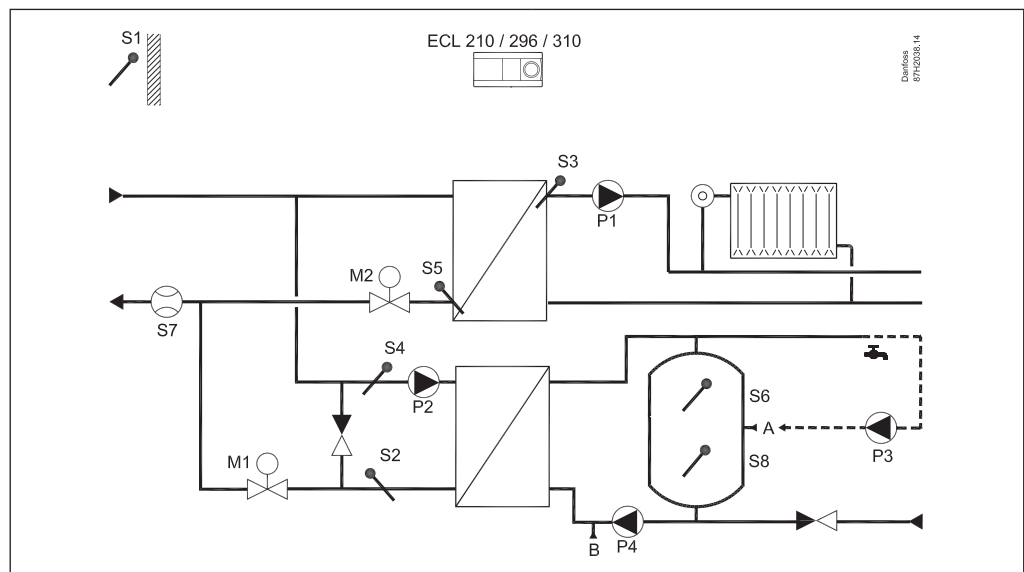 S1
ECL 210 / 296 / 310
Danfoss
87H2038.14
S3
P1
M2
S5
S7
S4
P2
S6
A
P3
S8
M1
S2
B
P4